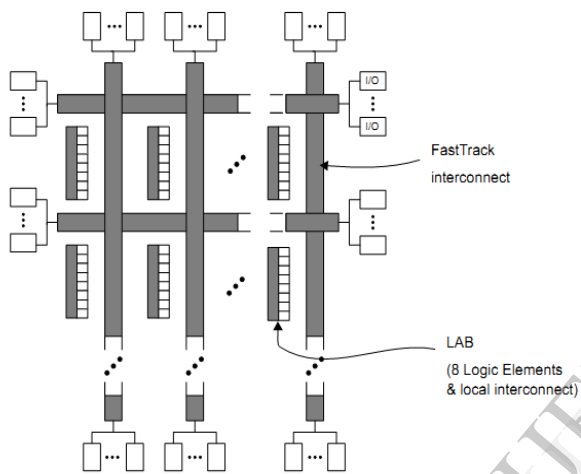 I/O
I/O
FastTrack
interconnect
LAB
(8 Logic Elements
& local interconnect)